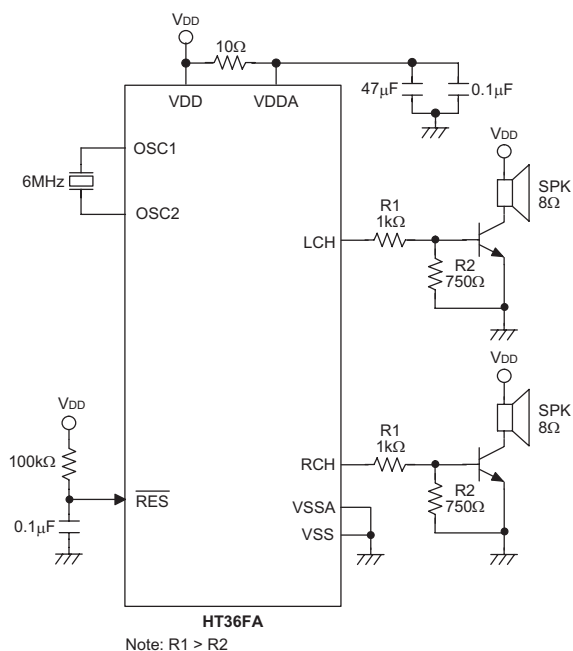 VDD
10Ω
VDD
VDDA
47μF
0.1μF
VDD
OSC1
6MHz
OSC2
SPK
8Ω
R1
1kΩ
LCH
R2
750Ω
VDD
VDD
SPK
8Ω
R1
1kΩ
100kΩ
RCH
RES
R2
750Ω
VSSA
0.1μF
VSS
HT36FA
Note: R1 > R2